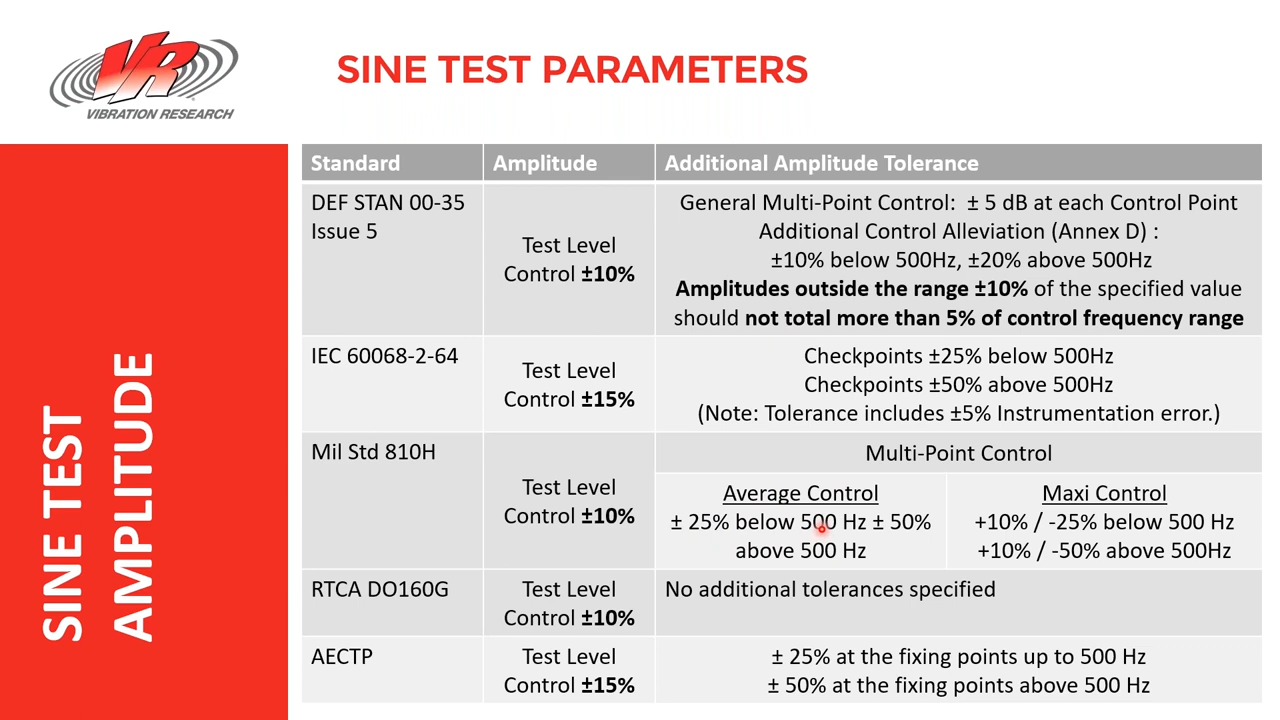 VR
VIBRATION RESEARCH
SINE TEST PARAMETERS
SINE TEST
AMPLITUDE
Standard
Amplitude
Additional Amplitude Tolerance
DEF STAN 00-35
Issue 5
Test Level
Control ±10%
General Multi-Point Control:  ± 5 dB at each Control Point
Additional Control Alleviation (Annex D) :
±10% below 500Hz, ±20% above 500Hz
Amplitudes outside the range ±10% of the specified value
should not total more than 5% of control frequency range
IEC 60068-2-64
Test Level
Control ±15%
Checkpoints ±25% below 500Hz
Checkpoints ±50% above 500Hz
(Note: Tolerance includes ±5% Instrumentation error.)
Mil Std 810H
Test Level
Control ±10%
Multi-Point Control
Average Control
± 25% below 500 Hz ± 50%
above 500 Hz
Maxi Control
+10% / -25% below 500 Hz
+10% / -50% above 500Hz
RTCA DO160G
Test Level
Control ±10%
No additional tolerances specified
AECTP
Test Level
Control ±15%
± 25% at the fixing points up to 500 Hz
± 50% at the fixing points above 500 Hz